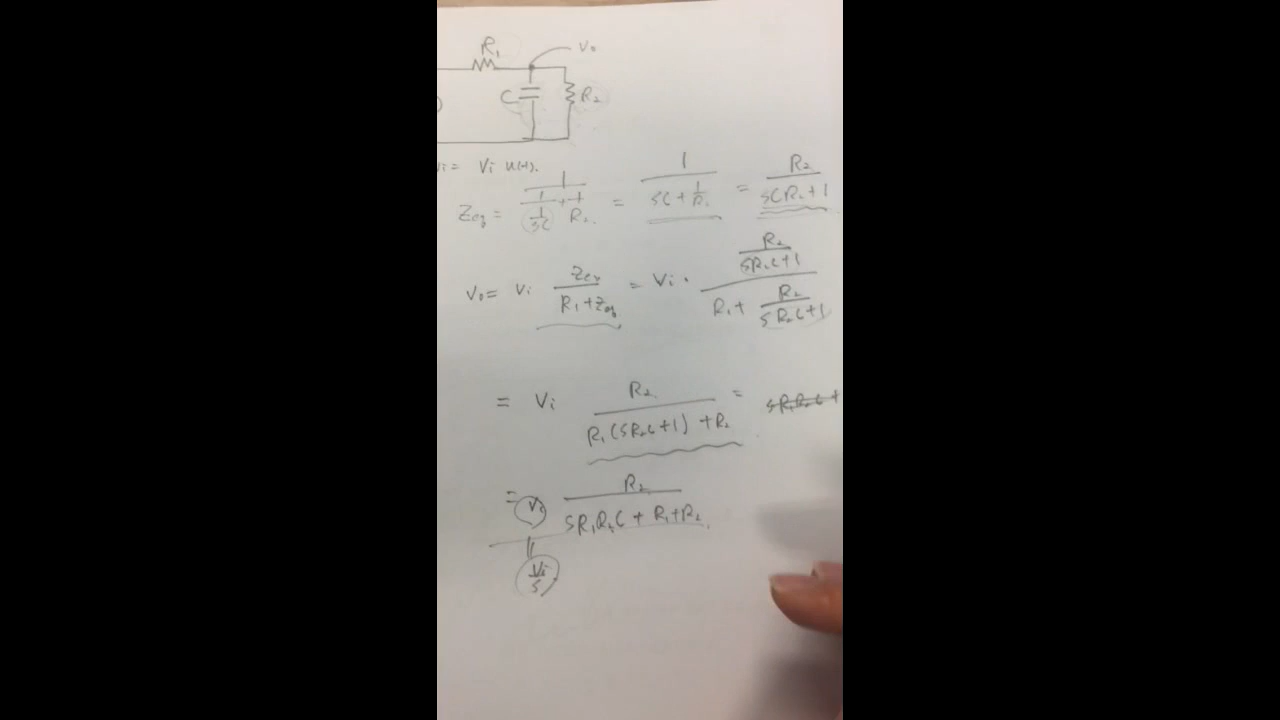 R₁ V₀
C R₂
Vi u(t).
Zeq = 1 / (1/(1/sC) + 1/R₂) = 1 / (sC + 1/R₂) = R₂ / (sCR₂+1)
V₀ = Vi Zeq / (R₁+Zeq) = Vi · (R₂ / (sR₂C+1)) / (R₁ + R₂ / (sR₂C+1))
= Vi R₂ / (R₁(sR₂C+1) + R₂) = sR₁R₂C +
= Vi R₂ / (sR₁R₂C + R₁+R₂)
||
Vi / s